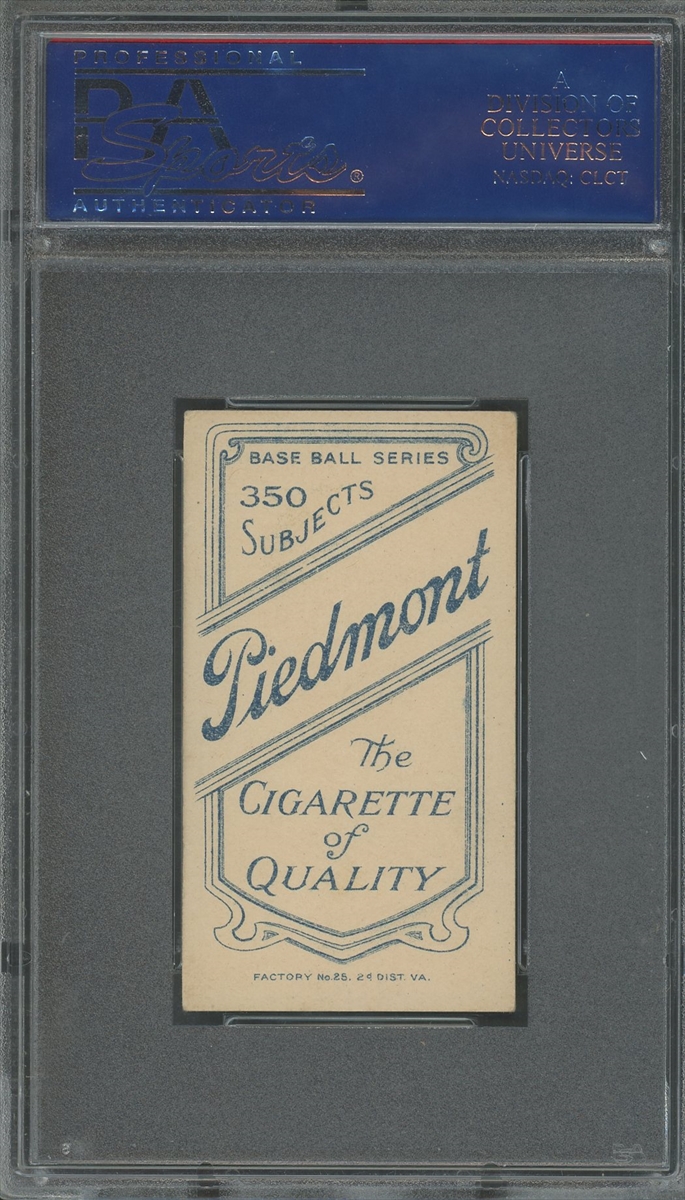 PROFESSIONAL
PSA
Sports ®
AUTHENTICATOR
A
DIVISION OF
COLLECTORS
UNIVERSE
NASDAQ: CLCT
BASE BALL SERIES
350
SUBJECTS
Piedmont
The
CIGARETTE
of
QUALITY
FACTORY No. 25. 2d DIST. VA.